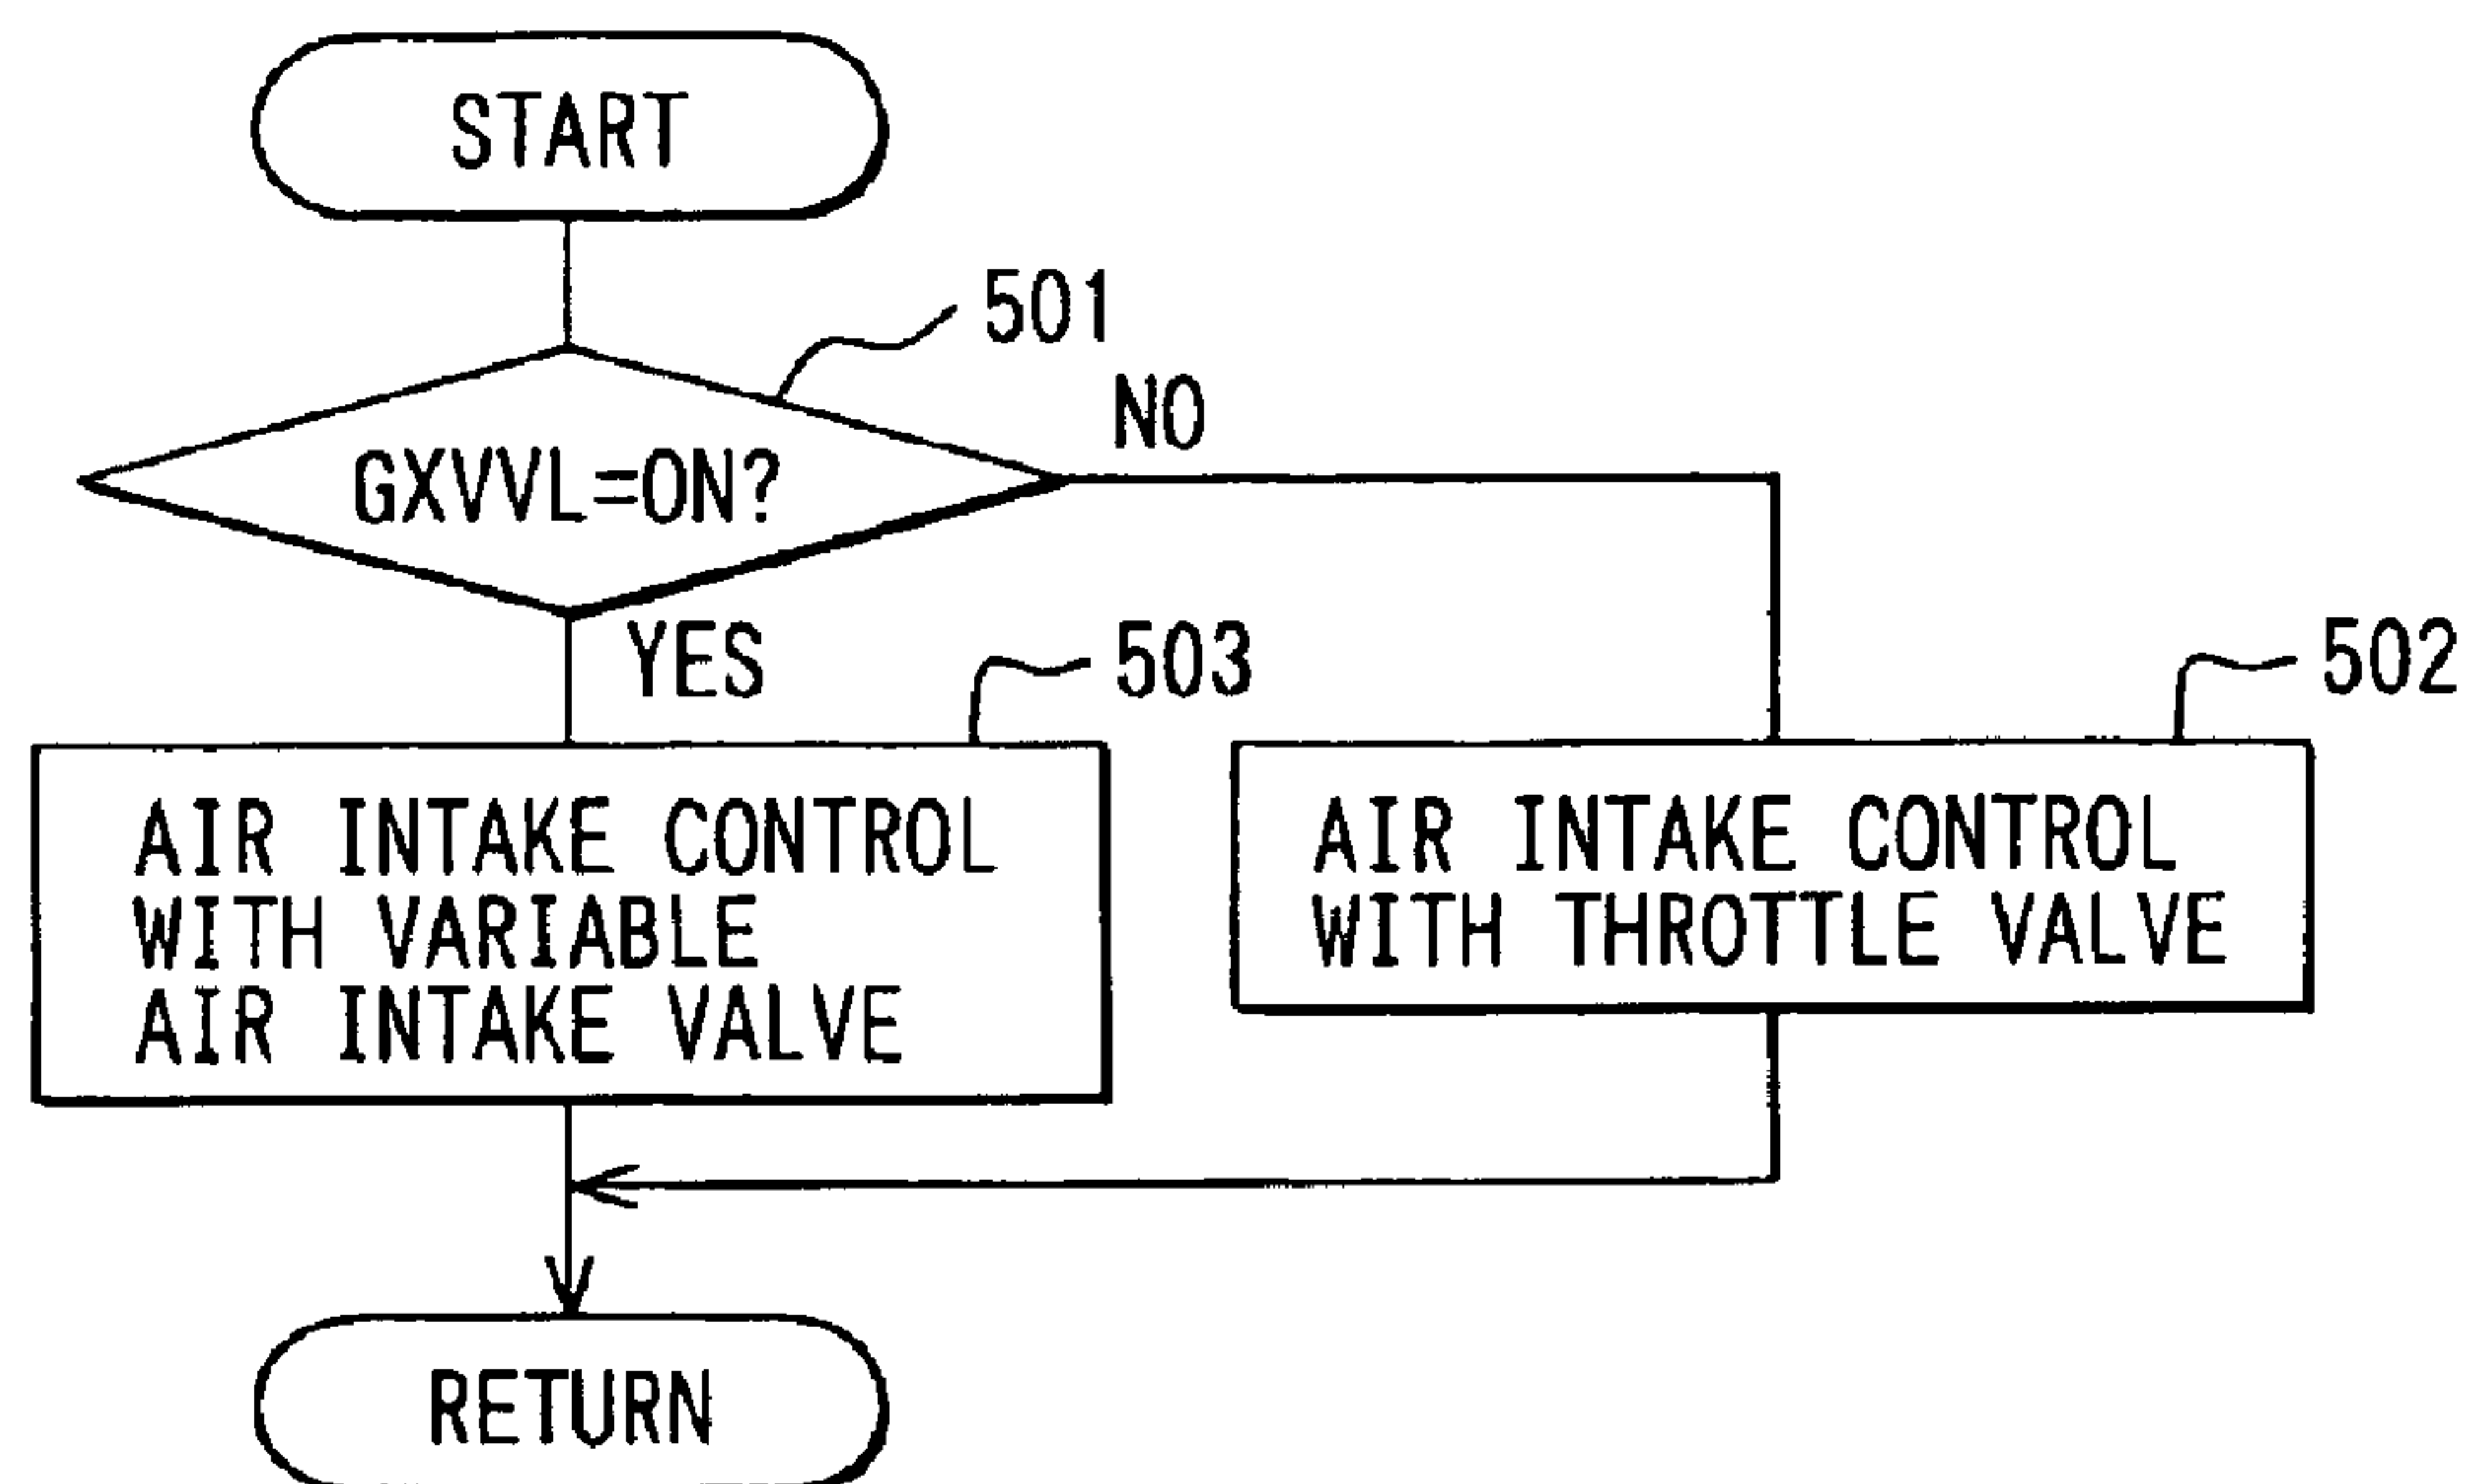 START
501
NO
GXVVL=ON?
YES
503
502
AIR INTAKE CONTROL
WITH VARIABLE
AIR INTAKE VALVE
AIR INTAKE CONTROL
WITH THROTTLE VALVE
RETURN